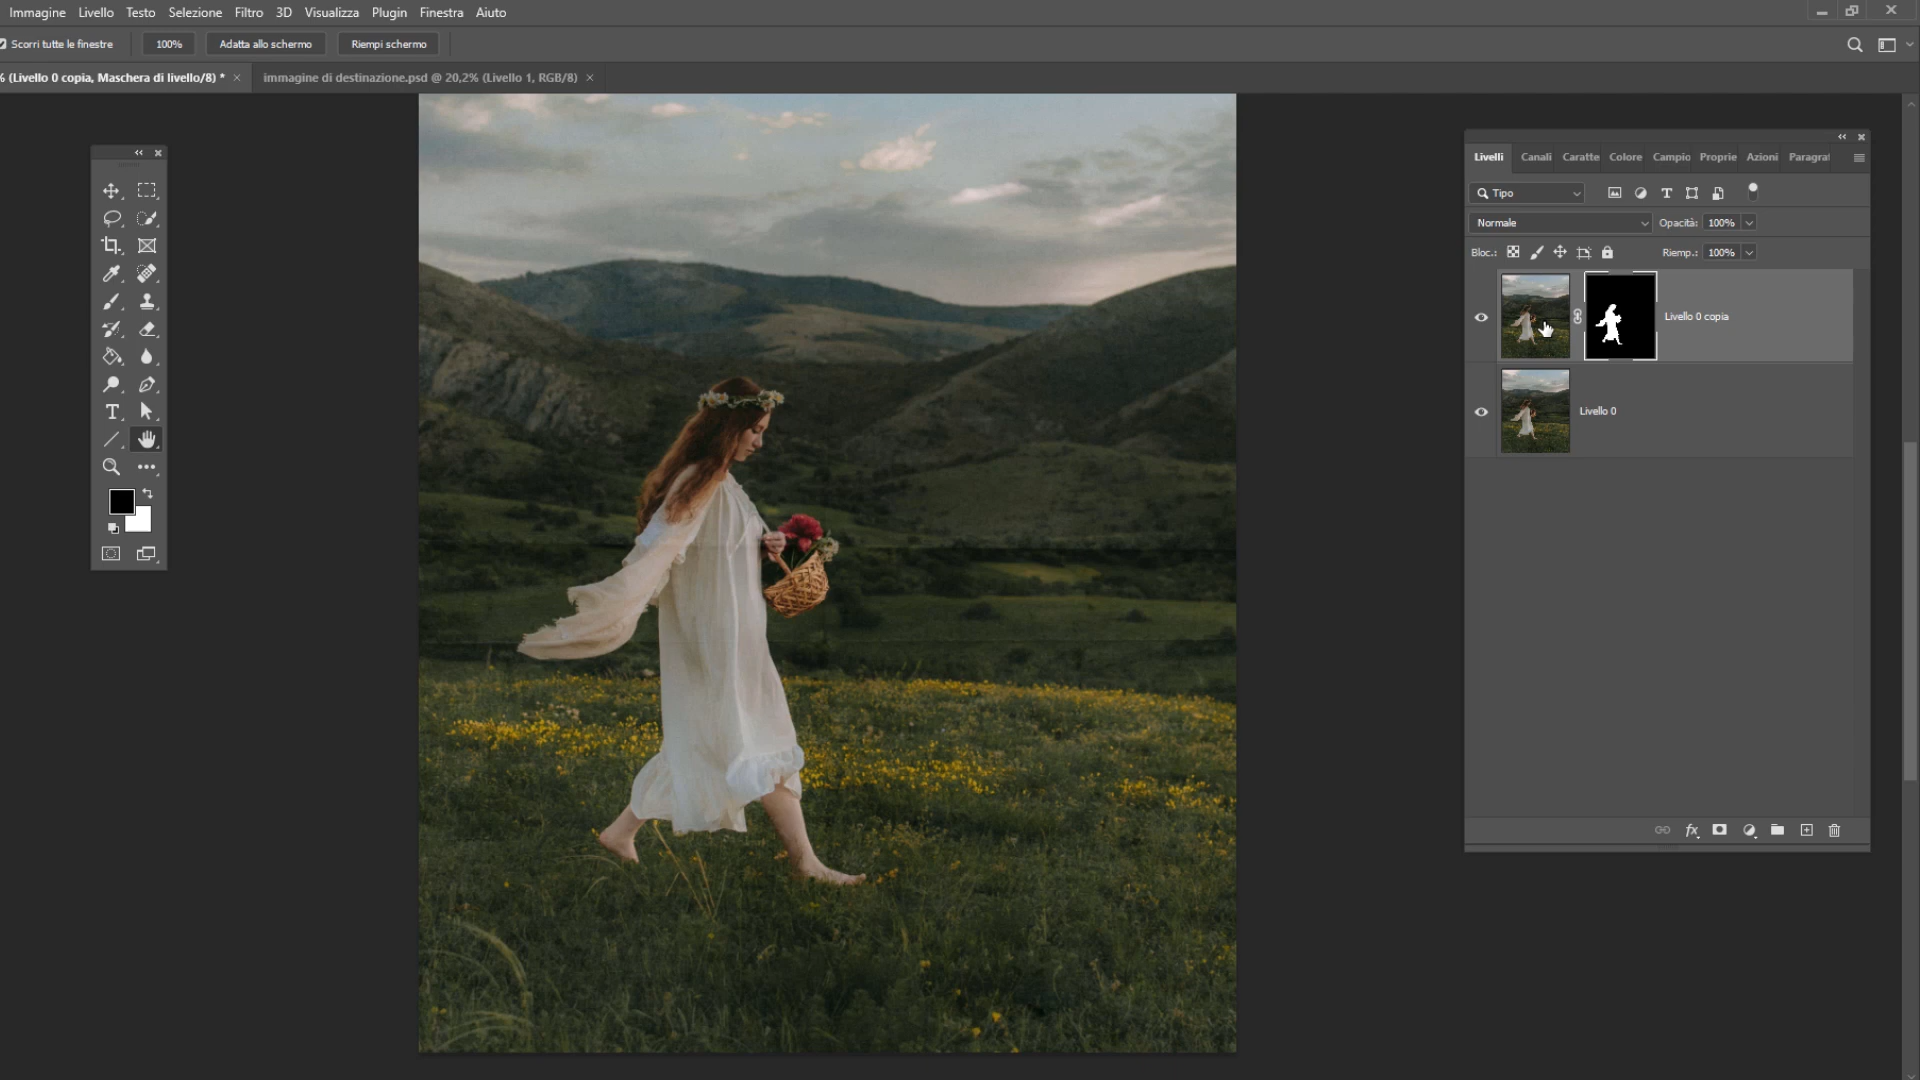 Immagine Livello Testo Selezione Filtro 3D Visualizza Plugin Finestra Aiuto
Scorri tutte le finestre 100% Adatta allo schermo Riempi schermo
% (Livello 0 copia, Maschera di livello/8) * × immagine di destinazione.psd @ 20,2% (Livello 1, RGB/8) ×
Livelli Canali Caratte Colore Campio Proprie Azioni Paragraf
Tipo
Normale Opacità: 100%
Bloc.: Riemp.: 100%
Livello 0 copia
Livello 0